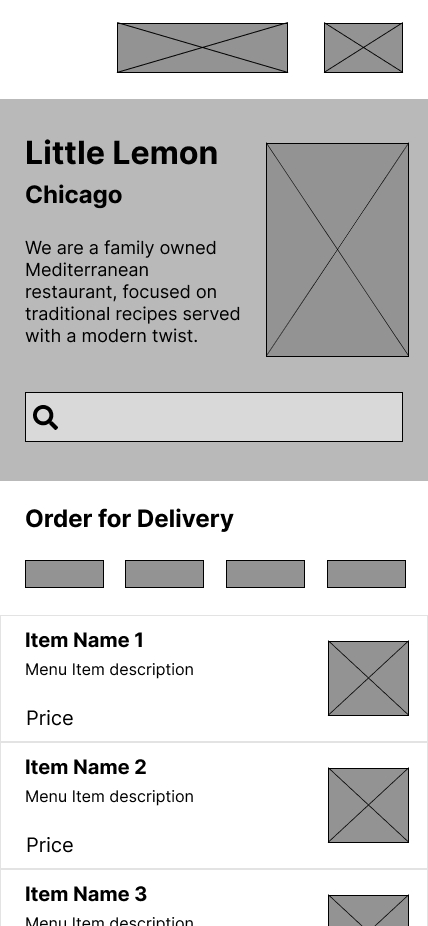 Little Lemon
Chicago
We are a family owned
Mediterranean
restaurant, focused on
traditional recipes served
with a modern twist.
Order for Delivery
Item Name 1
Menu Item description
Price
Item Name 2
Menu Item description
Price
Item Name 3
Menu Item description